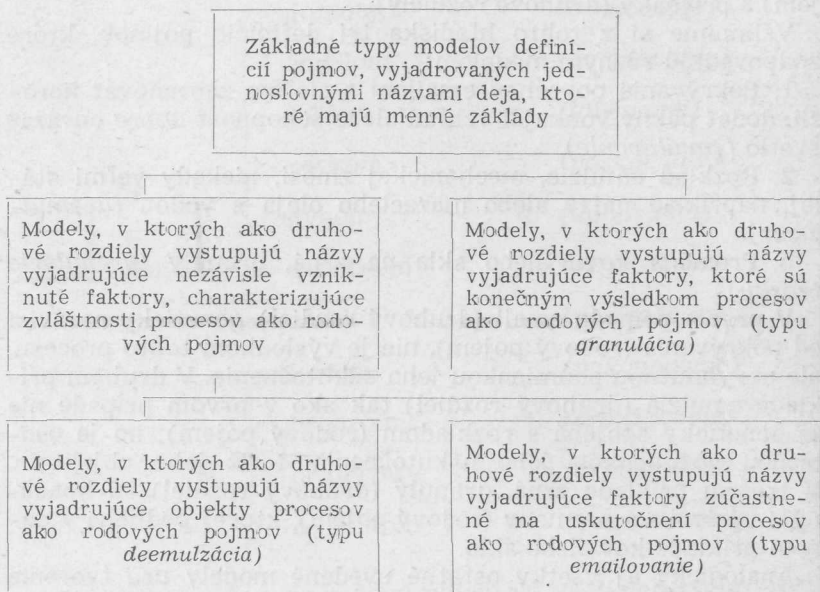 Základné typy modelov definí-
cií pojmov, vyjadrovaných jed-
noslovnými názvami deja, kto-
ré majú menné základy
Modely, v ktorých ako druho-
vé rozdiely vystupujú názvy
vyjadrujúce nezávisle vznik-
nuté faktory, charakterizujúce
zvláštnosti procesov ako rodo-
vých pojmov
Modely, v ktorých ako druho-
vé rozdiely vystupujú názvy
vyjadrujúce faktory, ktoré sú
konečným výsledkom procesov
ako rodových pojmov (typu
granulácia)
Modely, v ktorých ako druho-
vé rozdiely vystupujú názvy
vyjadrujúce objekty procesov
ako rodových pojmov (typu
deemulzácia)
Modely, v ktorých ako dru-
hové rozdiely vystupujú názvy
vyjadrujúce faktory zúčastne-
né na uskutočnení procesov
ako rodových pojmov (typu
emailovanie)